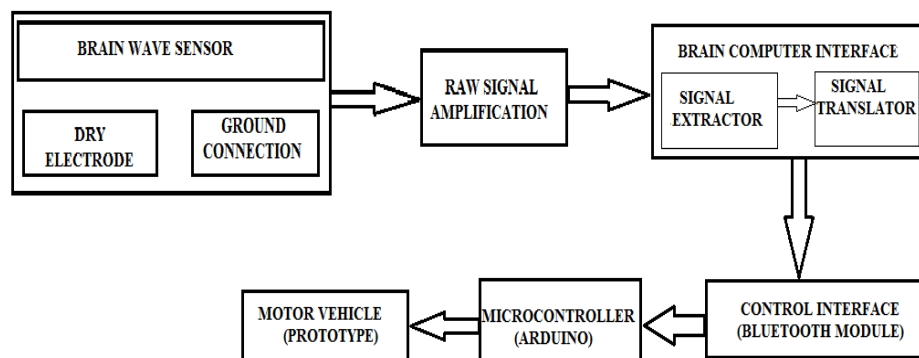 BRAIN WAVE SENSOR
DRY
ELECTRODE
GROUND
CONNECTION
RAW SIGNAL
AMPLIFICATION
BRAIN COMPUTER INTERFACE
SIGNAL
EXTRACTOR
SIGNAL
TRANSLATOR
CONTROL INTERFACE
(BLUETOOTH MODULE)
MICROCONTROLLER
(ARDUINO)
MOTOR VEHICLE
(PROTOTYPE)